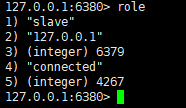 127.0.0.1:6380> role
1) "slave"
2) "127.0.0.1"
3) (integer) 6379
4) "connected"
5) (integer) 4267
127.0.0.1:6380>